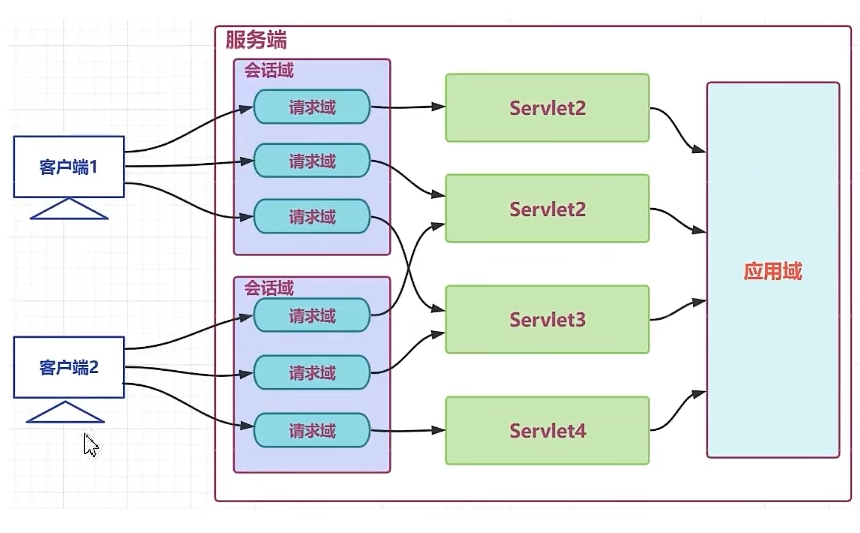 服务端
会话域
请求域
请求域
请求域
客户端1
会话域
请求域
请求域
请求域
客户端2
Servlet2
Servlet2
Servlet3
Servlet4
应用域